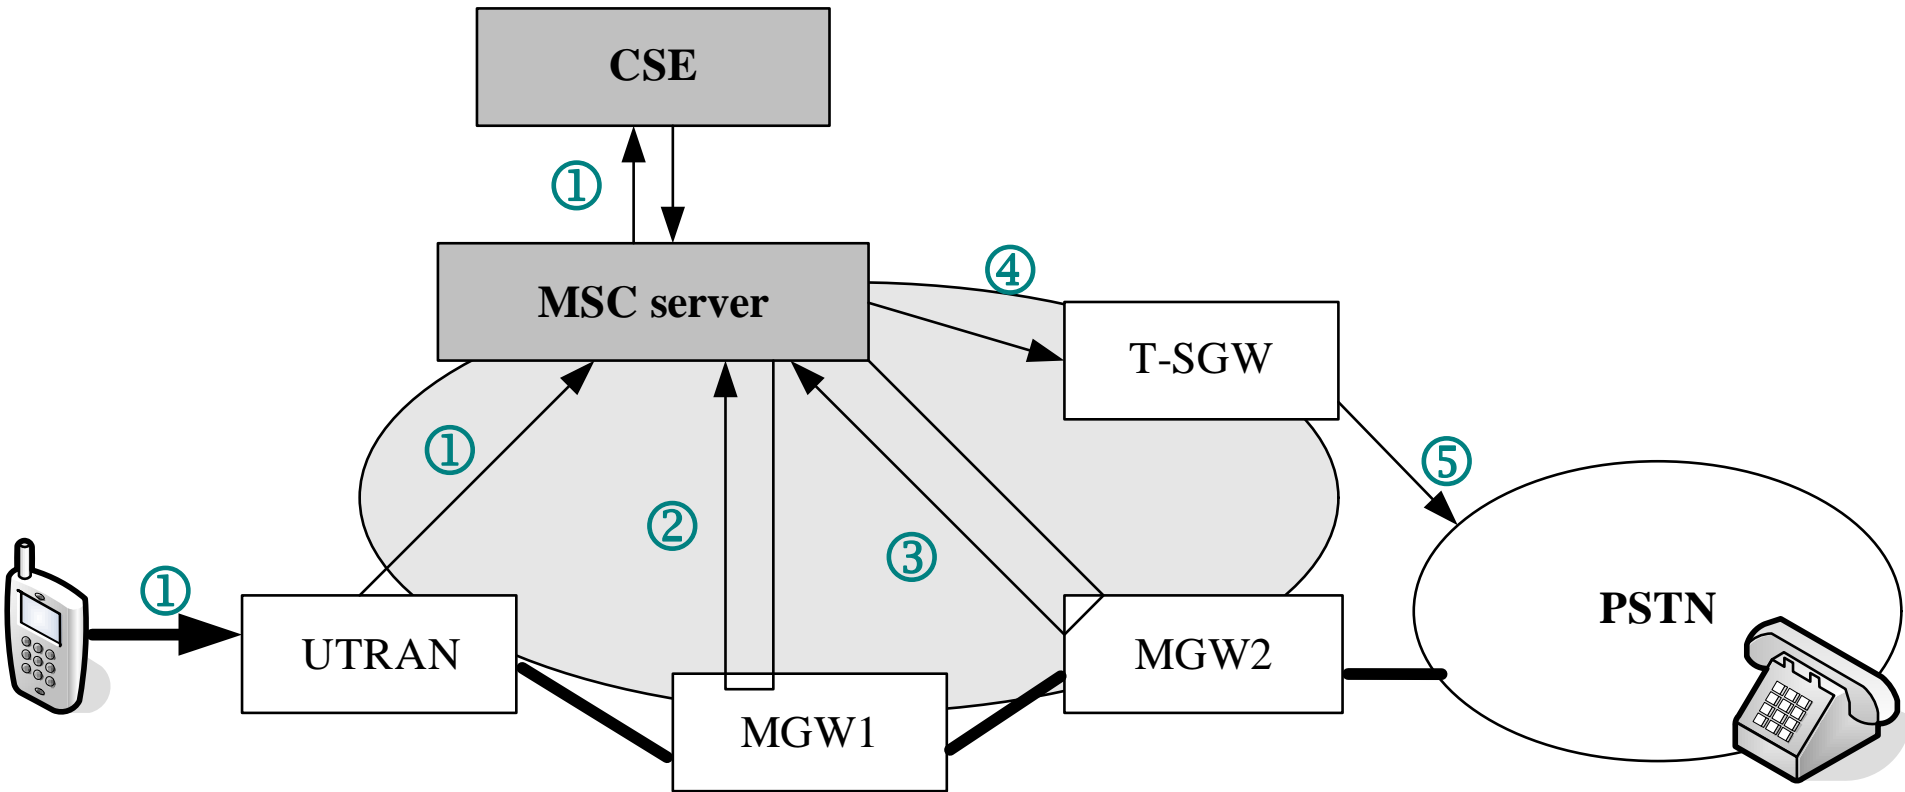 CSE
①
MSC server
④
T-SGW
①
⑤
②
③
①
UTRAN
MGW1
MGW2
PSTN